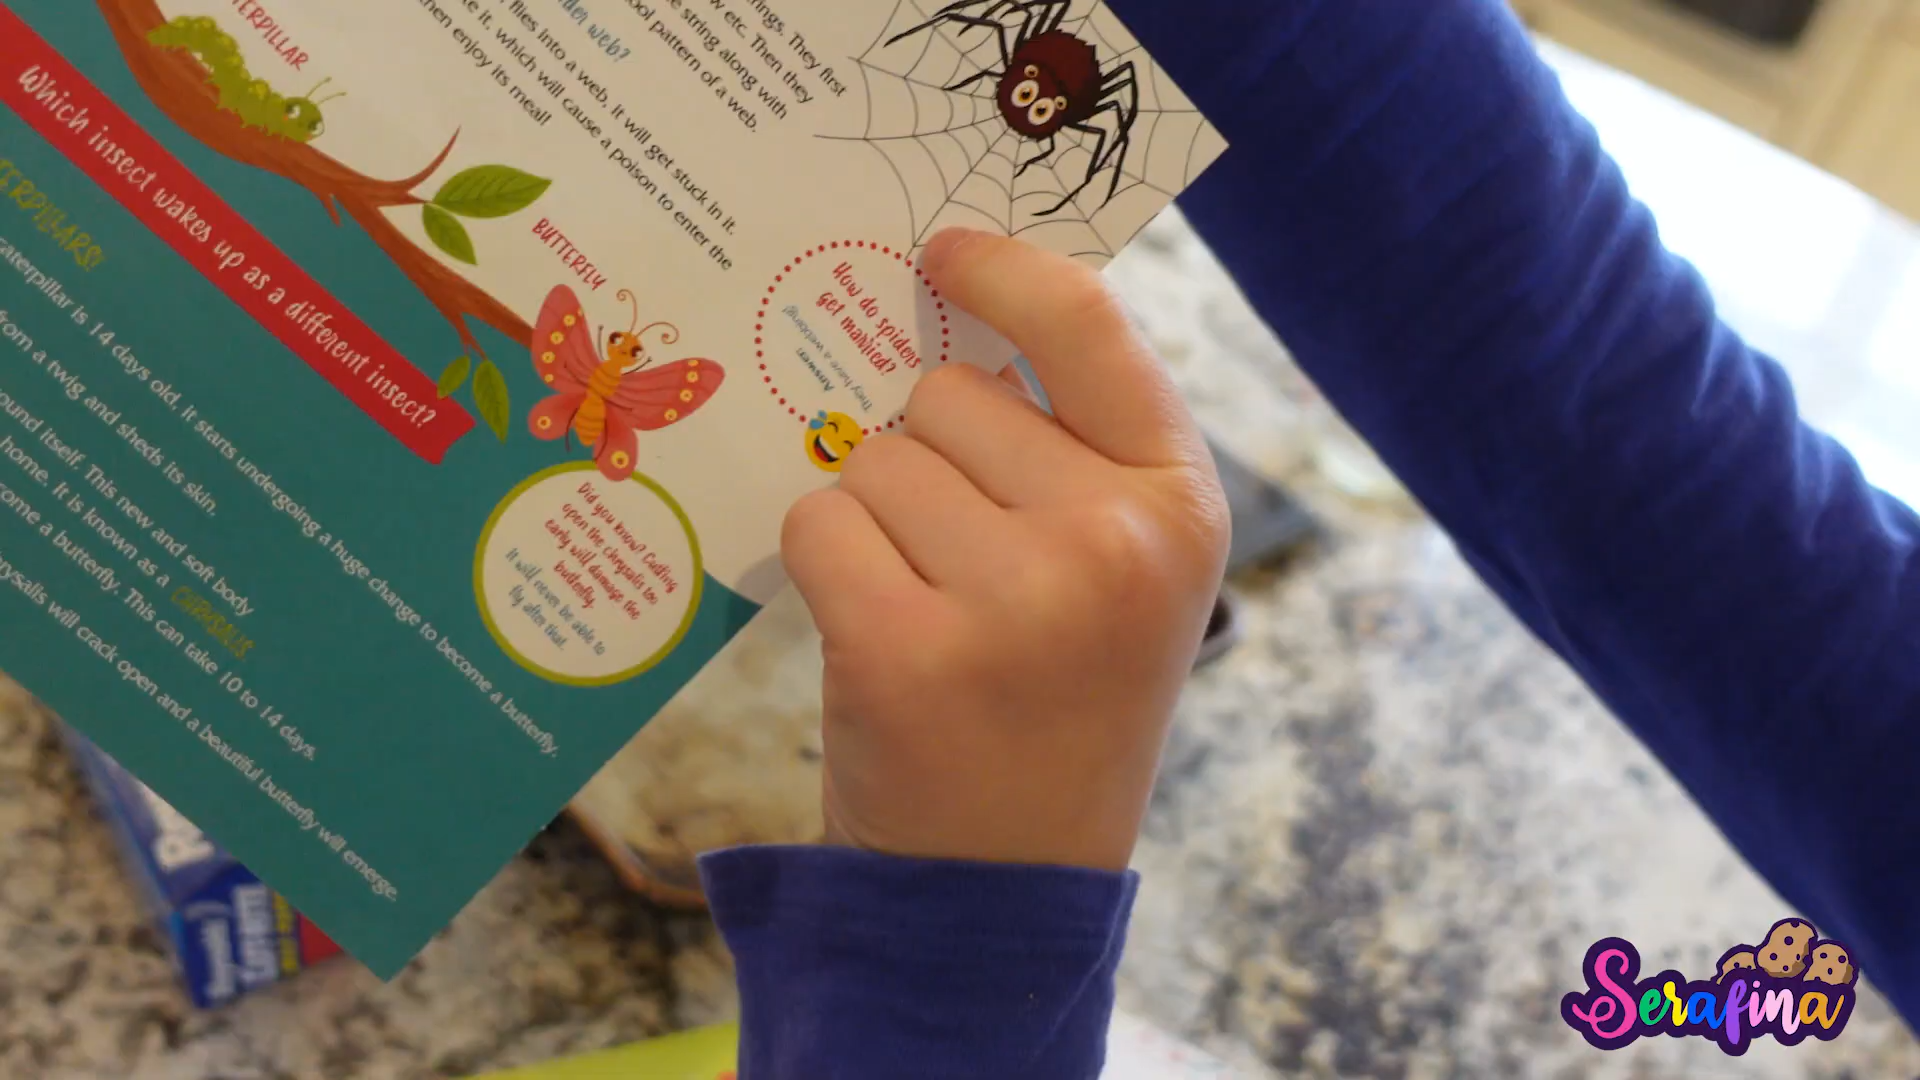 rings. They first
w etc. Then they
e string along with
ool pattern of a web.
der web?
flies into a web, it will get stuck in it.
te it, which will cause a poison to enter the
then enjoy its meal!
TERPILLAR
BUTTERFLY
How do spiders
get married?
They have a webbing!
Answer:
Which insect wakes up as a different insect?
TERPILLARS!
caterpillar is 14 days old, it starts undergoing a huge change to become a butterfly.
from a twig and sheds its skin.
ound itself. This new and soft body
home. It is known as a CHRYSALIS.
come a butterfly. This can take 10 to 14 days.
hrysalis will crack open and a beautiful butterfly will emerge.
Did you know? Cutting
open the chrysalis too
early will damage the
butterfly.
It will never be able to
fly after that.
Serafina